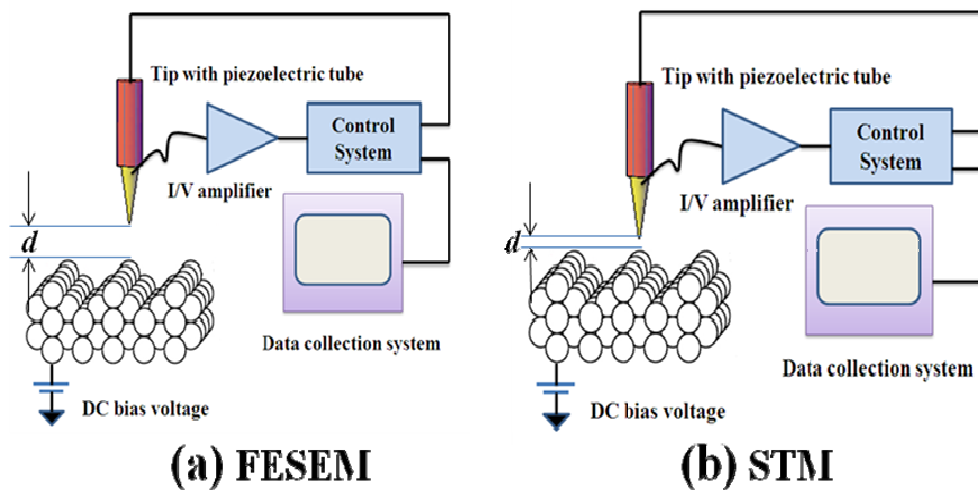 Tip with piezoelectric tube
Control
System
I/V amplifier
d
Data collection system
DC bias voltage
(a) FESEM
Tip with piezoelectric tube
Control
System
I/V amplifier
d
Data collection system
DC bias voltage
(b) STM